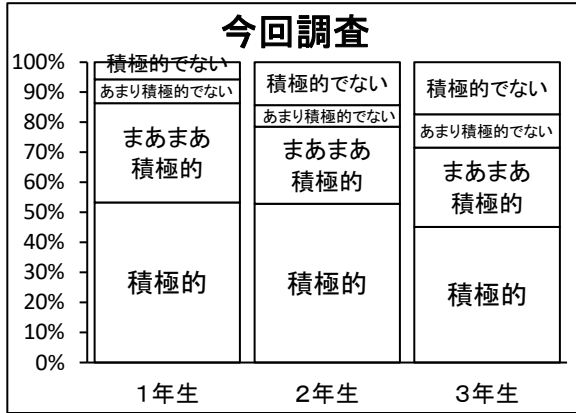 今回調査
100%
90%
80%
70%
60%
50%
40%
30%
20%
10%
0%
積極的でない
あまり積極的でない
まあまあ
積極的
積極的
積極的でない
あまり積極的でない
まあまあ
積極的
積極的
積極的でない
あまり積極的でない
まあまあ
積極的
積極的
1年生
2年生
3年生